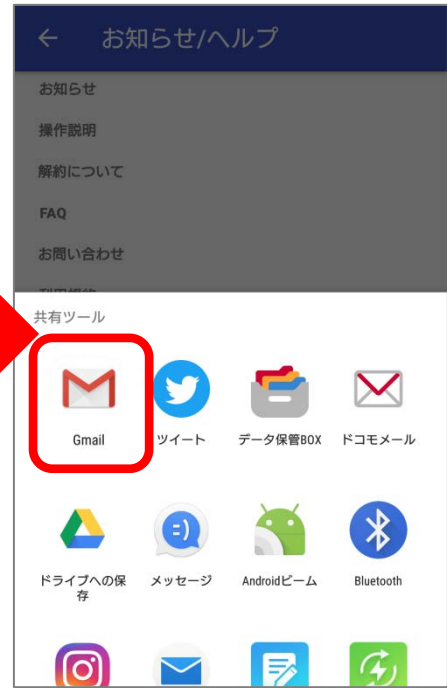 お知らせ/ヘルプ
お知らせ
操作説明
解約について
FAQ
お問い合わせ
共有ツール
Gmail
ツイート
データ保管BOX
ドコモメール
ドライブへの保
存
メッセージ
Androidビーム
Bluetooth